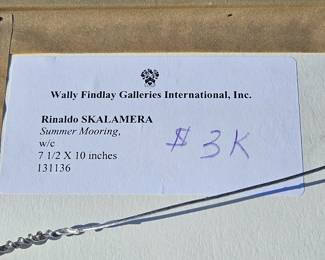 Wally Findlay Galleries International, Inc.
Rinaldo SKALAMERA
Summer Mooring,
w/c
7 1/2 X 10 inches
131136
$ 3K